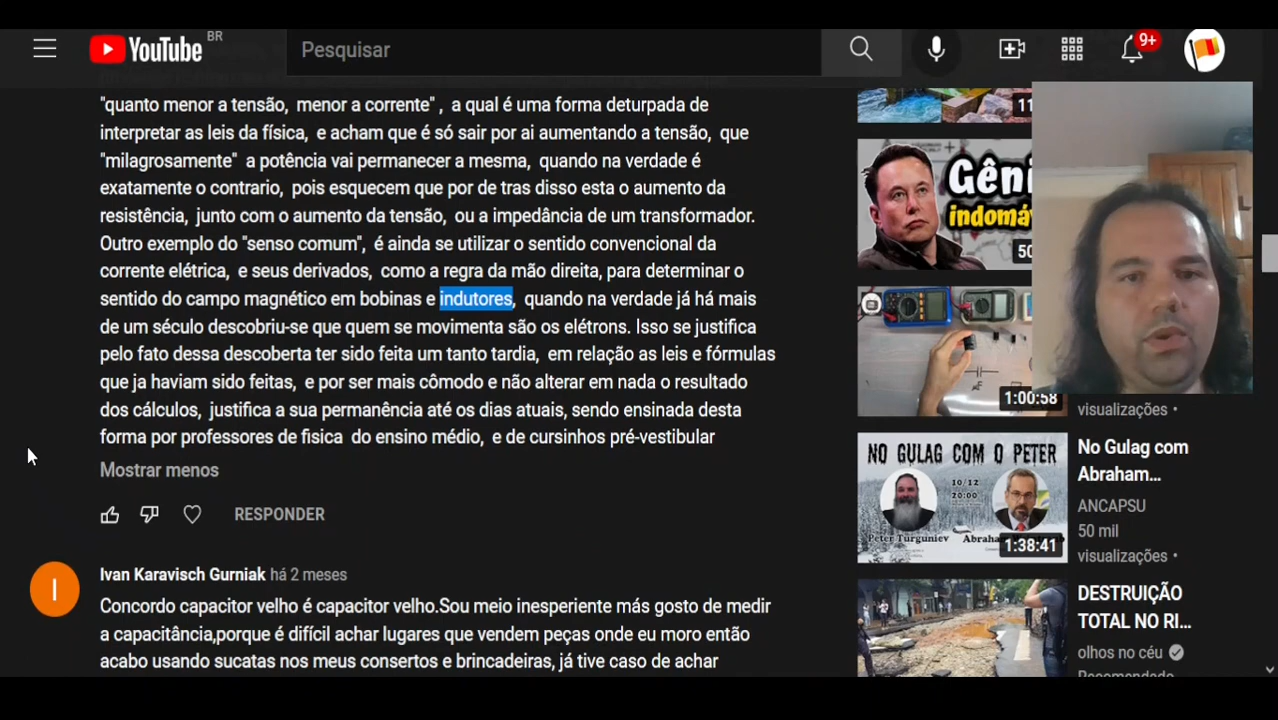 BR
YouTube
Pesquisar
9+
"quanto menor a tensão, menor a corrente" , a qual é uma forma deturpada de
interpretar as leis da física, e acham que é só sair por ai aumentando a tensão, que
"milagrosamente" a potência vai permanecer a mesma, quando na verdade é
exatamente o contrario, pois esquecem que por de tras disso esta o aumento da
resistência, junto com o aumento da tensão, ou a impedância de um transformador.
Outro exemplo do "senso comum", é ainda se utilizar o sentido convencional da
corrente elétrica, e seus derivados, como a regra da mão direita, para determinar o
sentido do campo magnético em bobinas e indutores, quando na verdade já há mais
de um século descobriu-se que quem se movimenta são os elétrons. Isso se justifica
pelo fato dessa descoberta ter sido feita um tanto tardia, em relação as leis e fórmulas
que ja haviam sido feitas, e por ser mais cômodo e não alterar em nada o resultado
dos cálculos, justifica a sua permanência até os dias atuais, sendo ensinada desta
forma por professores de fisica do ensino médio, e de cursinhos pré-vestibular
Mostrar menos
RESPONDER
I
Ivan Karavisch Gurniak há 2 meses
Concordo capacitor velho é capacitor velho.Sou meio inesperiente más gosto de medir
a capacitância,porque é difícil achar lugares que vendem peças onde eu moro então
acabo usando sucatas nos meus consertos e brincadeiras, já tive caso de achar
11
Gêni
indomá
50
1:00:58
visualizações •
NO GULAG COM O PETER
10/12
20:00
Peter Turguniev
1:38:41
No Gulag com
Abraham...
ANCAPSU
50 mil
visualizações •
DESTRUIÇÃO
TOTAL NO RI...
olhos no céu
Recomendado